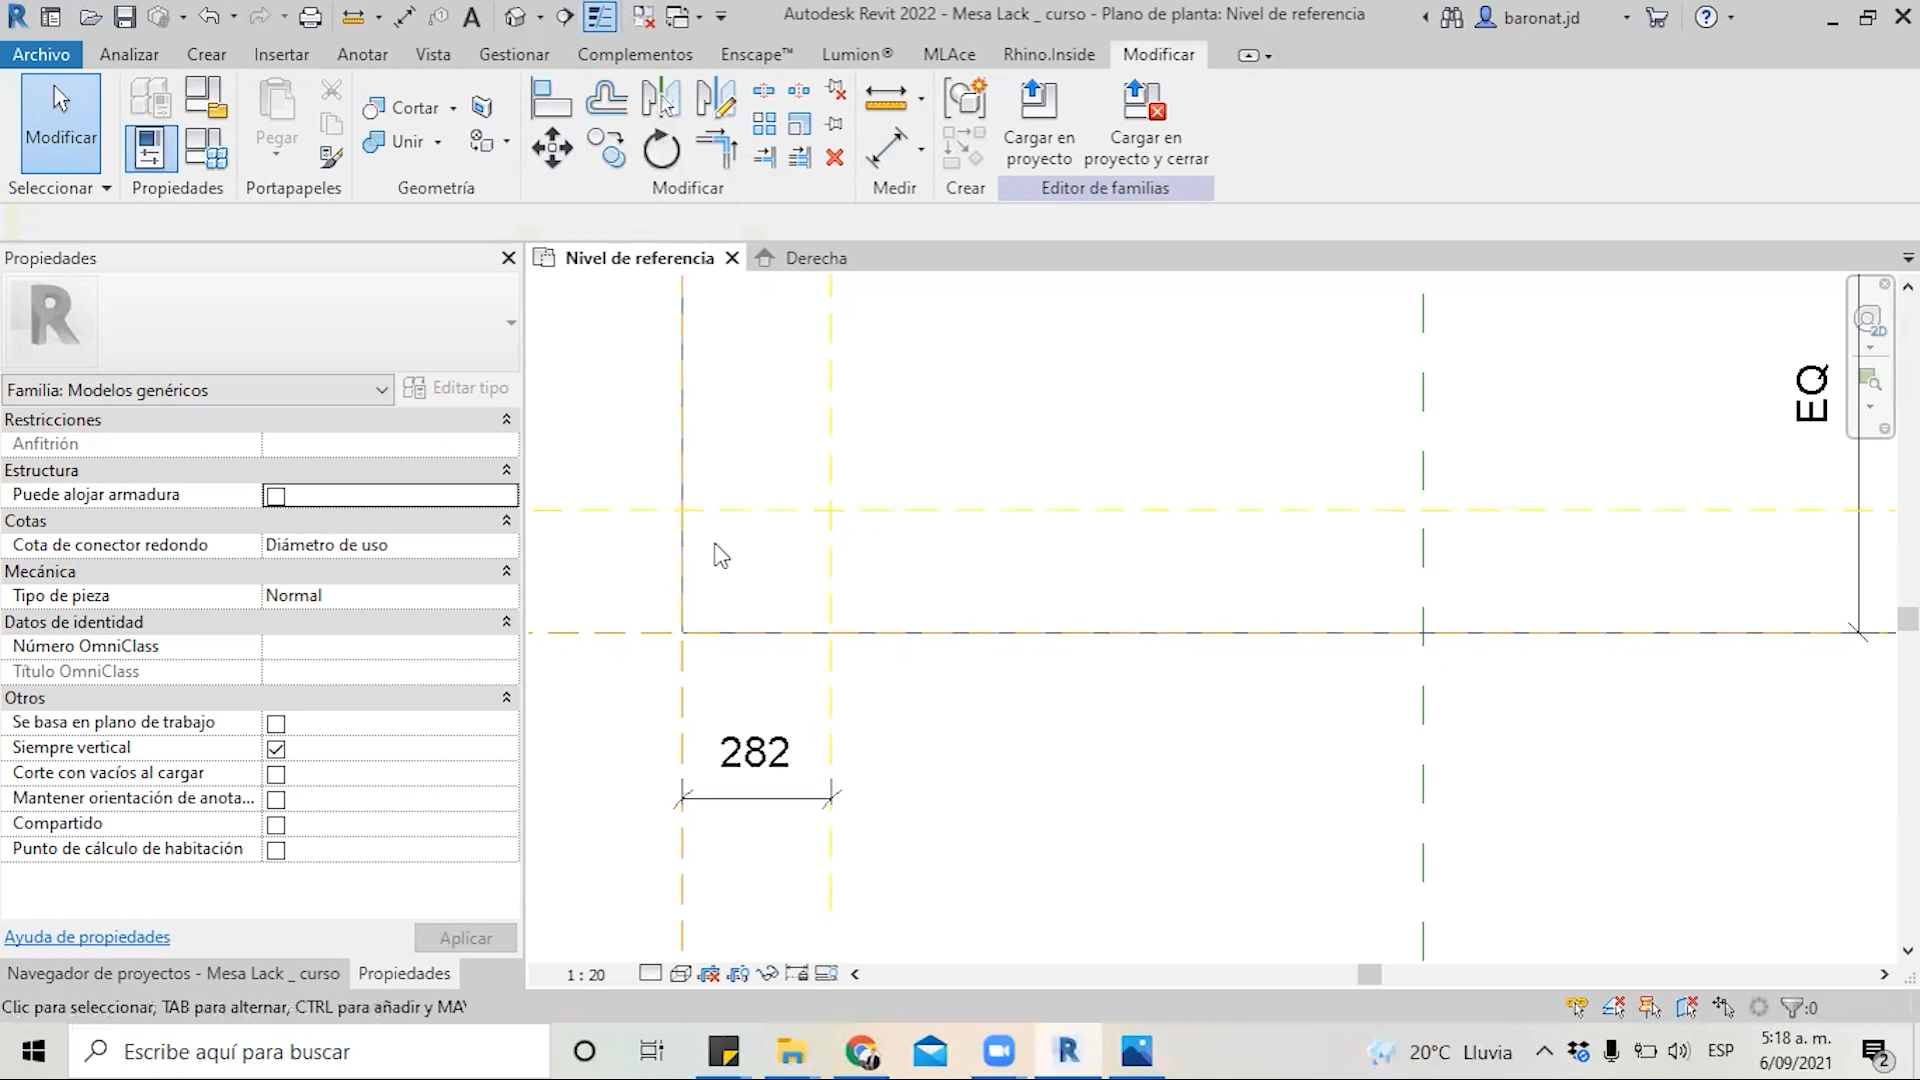 Autodesk Revit 2022 - Mesa Lack _ curso - Plano de planta: Nivel de referencia
baronat.jd
Archivo Analizar Crear Insertar Anotar Vista Gestionar Complementos Enscape™ Lumion® MLAce Rhino.Inside Modificar
Modificar
Pegar
Cortar
Unir
Cargar en
proyecto
Cargar en
proyecto y cerrar
Seleccionar Propiedades Portapapeles Geometría Modificar Medir Crear Editor de familias
Propiedades
Nivel de referencia
Derecha
R
2D
EQ
Familia: Modelos genéricos
Editar tipo
Restricciones
Anfitrión
Estructura
Puede alojar armadura
Cotas
Cota de conector redondo Diámetro de uso
Mecánica
Tipo de pieza Normal
Datos de identidad
Número OmniClass
Título OmniClass
Otros
Se basa en plano de trabajo
Siempre vertical
Corte con vacíos al cargar
Mantener orientación de anota...
Compartido
Punto de cálculo de habitación
282
Ayuda de propiedades
Aplicar
Navegador de proyectos - Mesa Lack _ curso
Propiedades
1 : 20
Clic para seleccionar, TAB para alternar, CTRL para añadir y MA
:0
Escribe aquí para buscar
20°C Lluvia
ESP
5:18 a. m.
6/09/2021
2